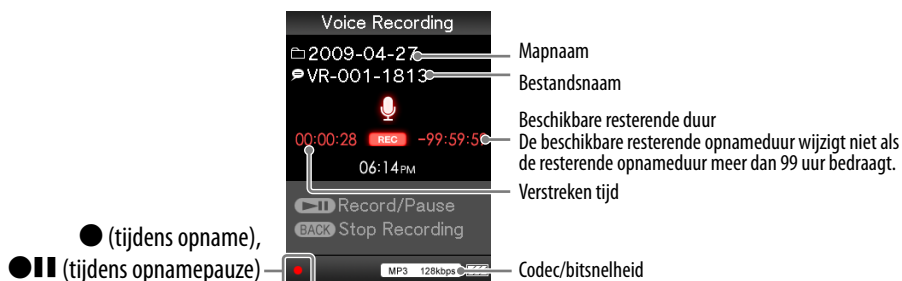 Voice Recording
2009-04-27
VR-001-1813
00:00:28 REC -99:59:59
06:14PM
Record/Pause
BACK Stop Recording
MP3 128kbps
Mapnaam
Bestandsnaam
Beschikbare resterende duur
De beschikbare resterende opnameduur wijzigt niet als
de resterende opnameduur meer dan 99 uur bedraagt.
Verstreken tijd
● (tijdens opname),
●❚❚ (tijdens opnamepauze)
Codec/bitsnelheid